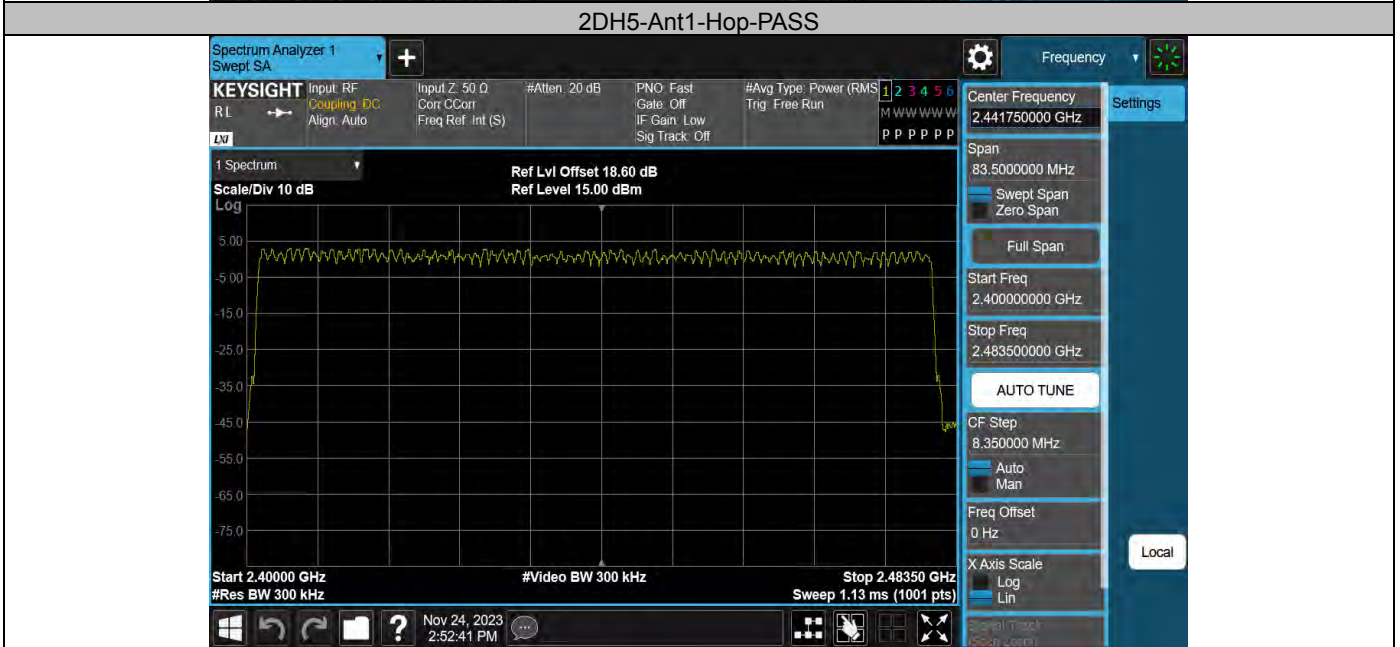 2DH5-Ant1-Hop-PASS
Spectrum Analyzer 1
Swept SA
+
Frequency
KEYSIGHT
RL
LXI
Input: RF
Coupling: DC
Align: Auto
Input Z: 50 Ω
Corr CCorr
Freq Ref: Int (S)
#Atten: 20 dB
PNO: Fast
Gate: Off
IF Gain: Low
Sig Track: Off
#Avg Type: Power (RMS
Trig: Free Run
1 2 3 4 5 6
M W W W W W
P P P P P P
1 Spectrum
Scale/Div 10 dB
Log
Ref Lvl Offset 18.60 dB
Ref Level 15.00 dBm
5.00
-5.00
-15.0
-25.0
-35.0
-45.0
-55.0
-65.0
-75.0
Start 2.40000 GHz
#Res BW 300 kHz
#Video BW 300 kHz
Stop 2.48350 GHz
Sweep 1.13 ms (1001 pts)
Center Frequency
2.441750000 GHz
Settings
Span
83.5000000 MHz
Swept Span
Zero Span
Full Span
Start Freq
2.400000000 GHz
Stop Freq
2.483500000 GHz
AUTO TUNE
CF Step
8.350000 MHz
Auto
Man
Freq Offset
0 Hz
X Axis Scale
Log
Lin
Signal Track
(Span Zoom)
Local
?
Nov 24, 2023
2:52:41 PM